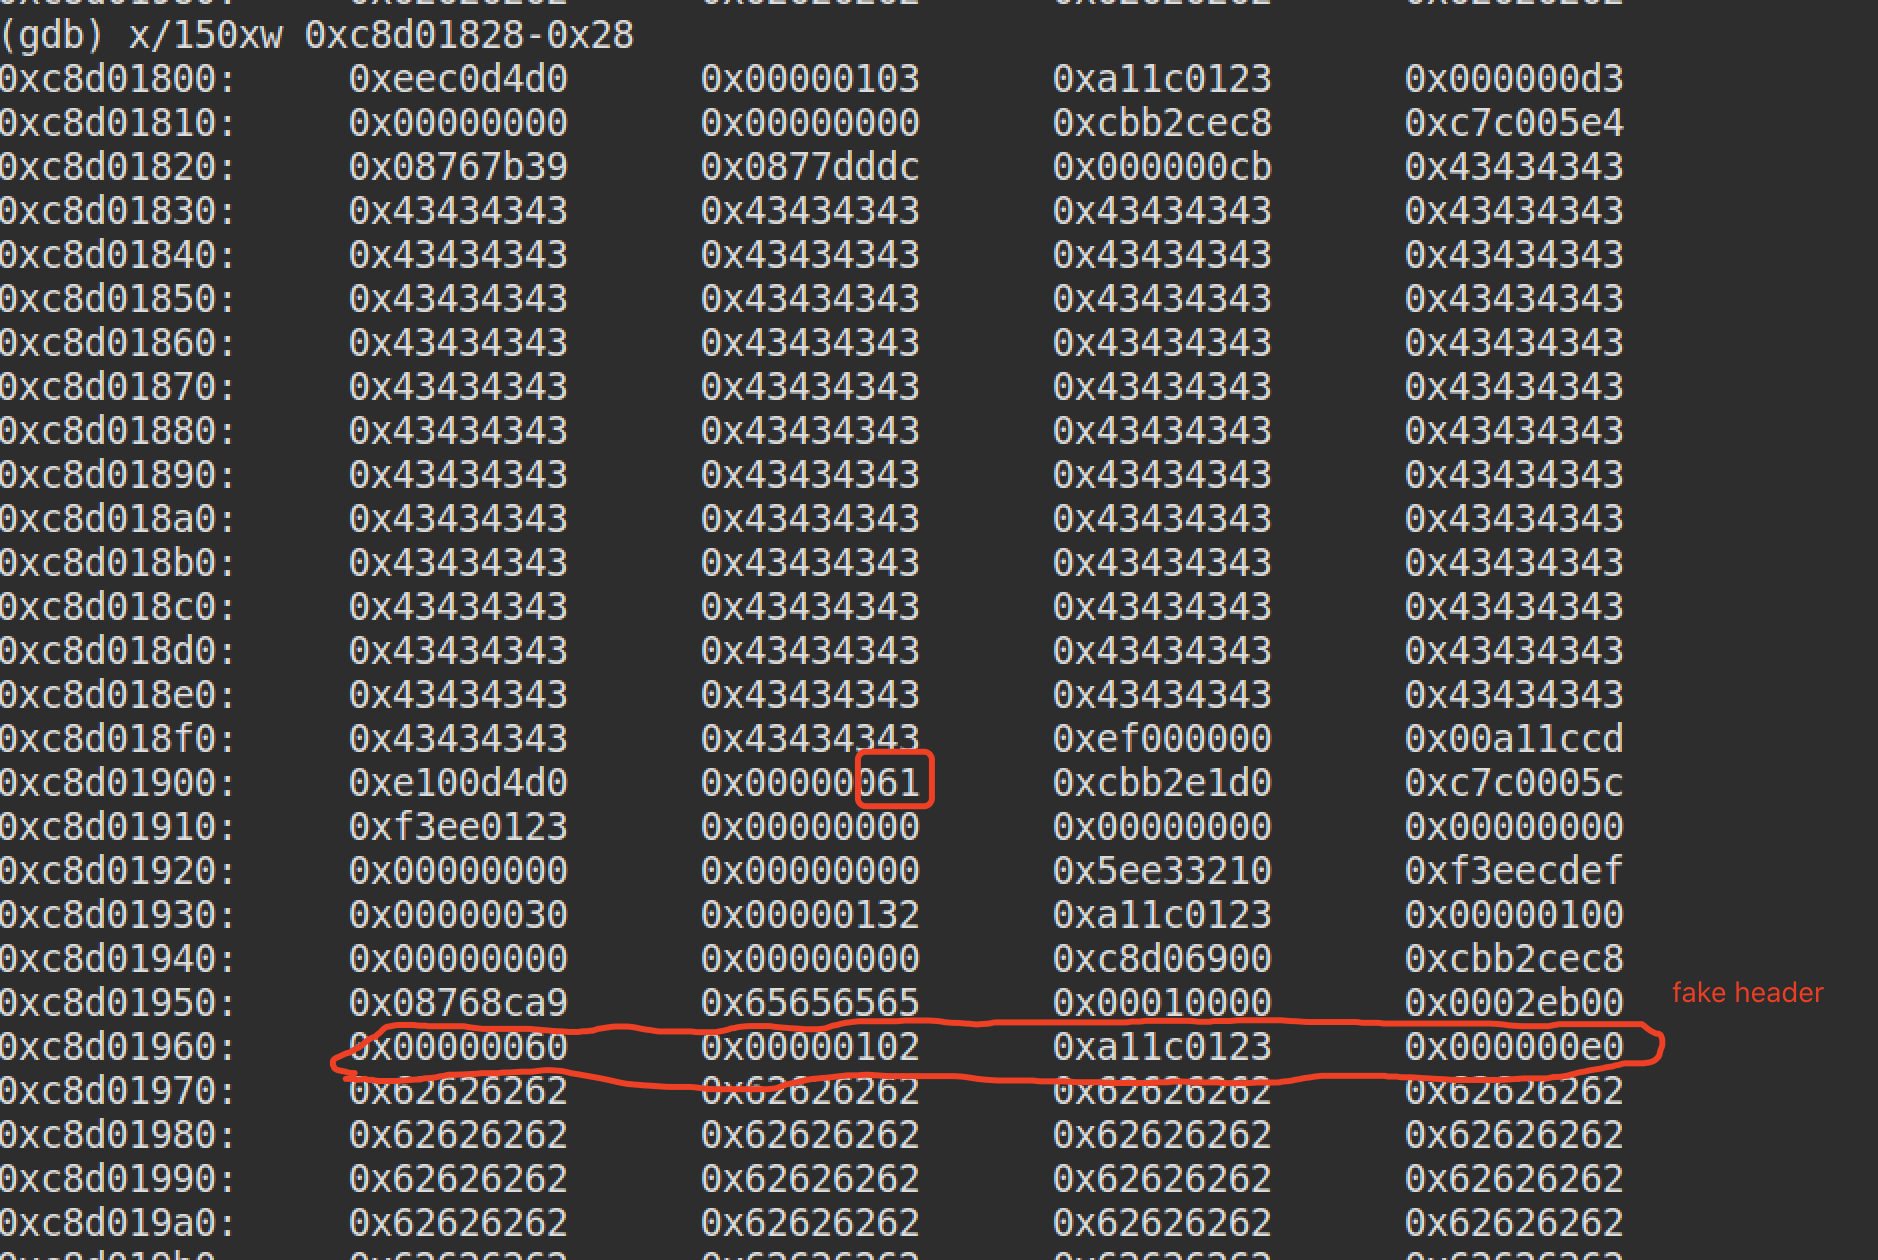 (gdb) x/150xw 0xc8d01828-0x28
0xc8d01800: 0xeec0d4d0 0x00000103 0xa11c0123 0x000000d3
0xc8d01810: 0x00000000 0x00000000 0xcbb2cec8 0xc7c005e4
0xc8d01820: 0x08767b39 0x0877dddc 0x000000cb 0x43434343
0xc8d01830: 0x43434343 0x43434343 0x43434343 0x43434343
0xc8d01840: 0x43434343 0x43434343 0x43434343 0x43434343
0xc8d01850: 0x43434343 0x43434343 0x43434343 0x43434343
0xc8d01860: 0x43434343 0x43434343 0x43434343 0x43434343
0xc8d01870: 0x43434343 0x43434343 0x43434343 0x43434343
0xc8d01880: 0x43434343 0x43434343 0x43434343 0x43434343
0xc8d01890: 0x43434343 0x43434343 0x43434343 0x43434343
0xc8d018a0: 0x43434343 0x43434343 0x43434343 0x43434343
0xc8d018b0: 0x43434343 0x43434343 0x43434343 0x43434343
0xc8d018c0: 0x43434343 0x43434343 0x43434343 0x43434343
0xc8d018d0: 0x43434343 0x43434343 0x43434343 0x43434343
0xc8d018e0: 0x43434343 0x43434343 0x43434343 0x43434343
0xc8d018f0: 0x43434343 0x43434343 0xef000000 0x00a11ccd
0xc8d01900: 0xe100d4d0 0x00000061 0xcbb2e1d0 0xc7c0005c
0xc8d01910: 0xf3ee0123 0x00000000 0x00000000 0x00000000
0xc8d01920: 0x00000000 0x00000000 0x5ee33210 0xf3eecdef
0xc8d01930: 0x00000030 0x00000132 0xa11c0123 0x00000100
0xc8d01940: 0x00000000 0x00000000 0xc8d06900 0xcbb2cec8
0xc8d01950: 0x08768ca9 0x65656565 0x00010000 0x0002eb00
fake header
0xc8d01960: 0x00000060 0x00000102 0xa11c0123 0x000000e0
0xc8d01970: 0x62626262 0x62626262 0x62626262 0x62626262
0xc8d01980: 0x62626262 0x62626262 0x62626262 0x62626262
0xc8d01990: 0x62626262 0x62626262 0x62626262 0x62626262
0xc8d019a0: 0x62626262 0x62626262 0x62626262 0x62626262